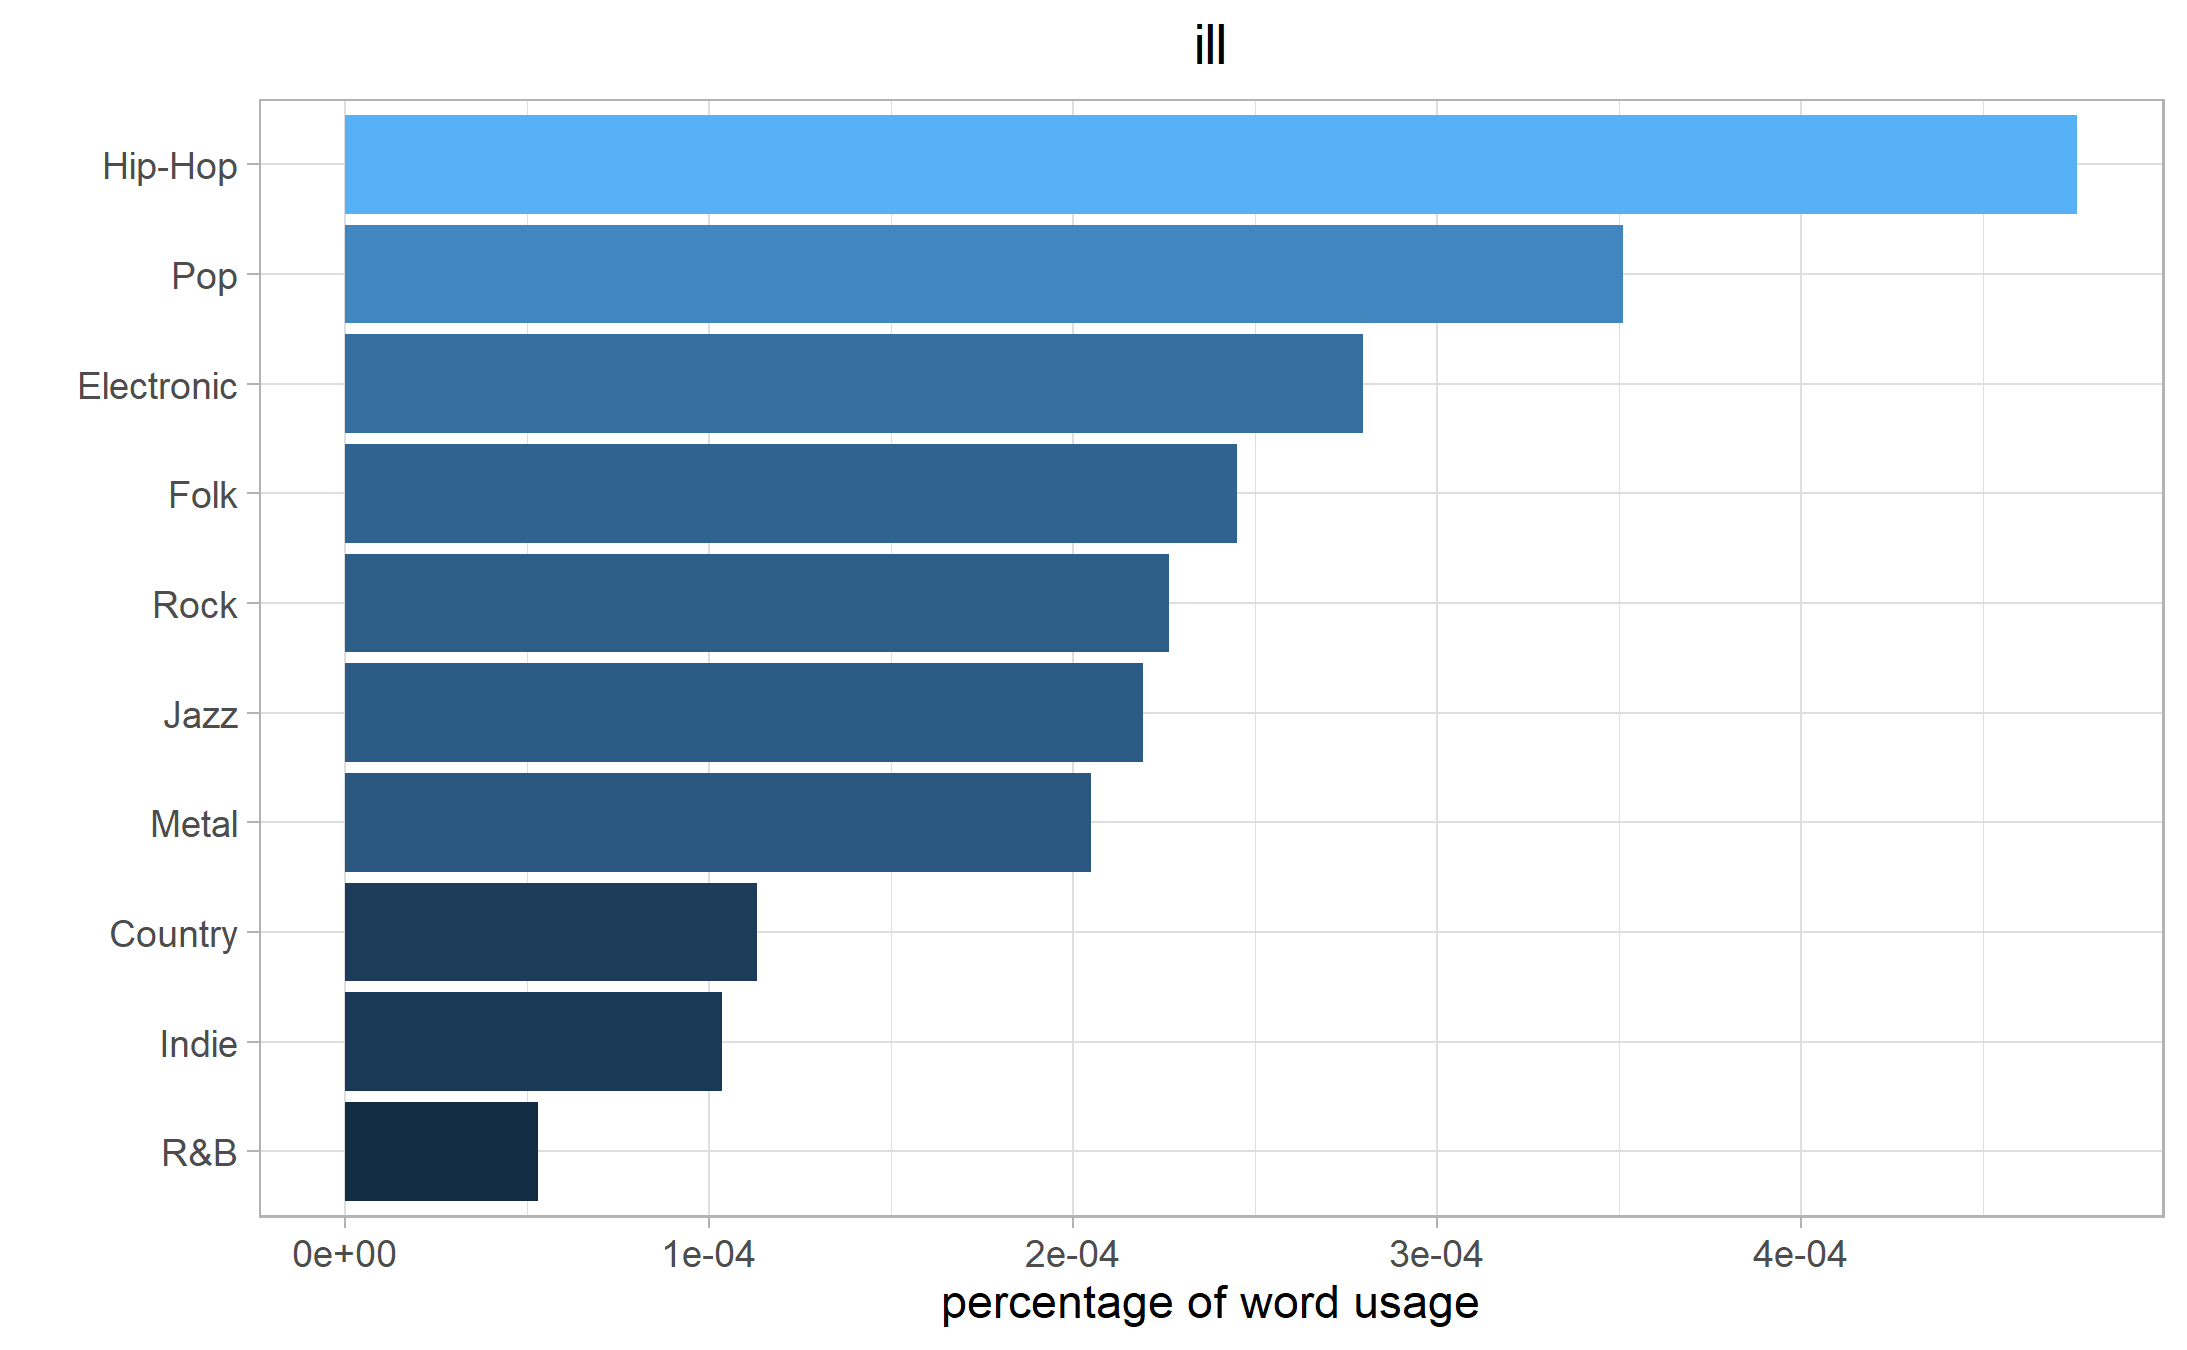 ill
Hip-Hop
Pop
Electronic
Folk
Rock
Jazz
Metal
Country
Indie
R&B
0e+00 1e-04 2e-04 3e-04 4e-04
percentage of word usage